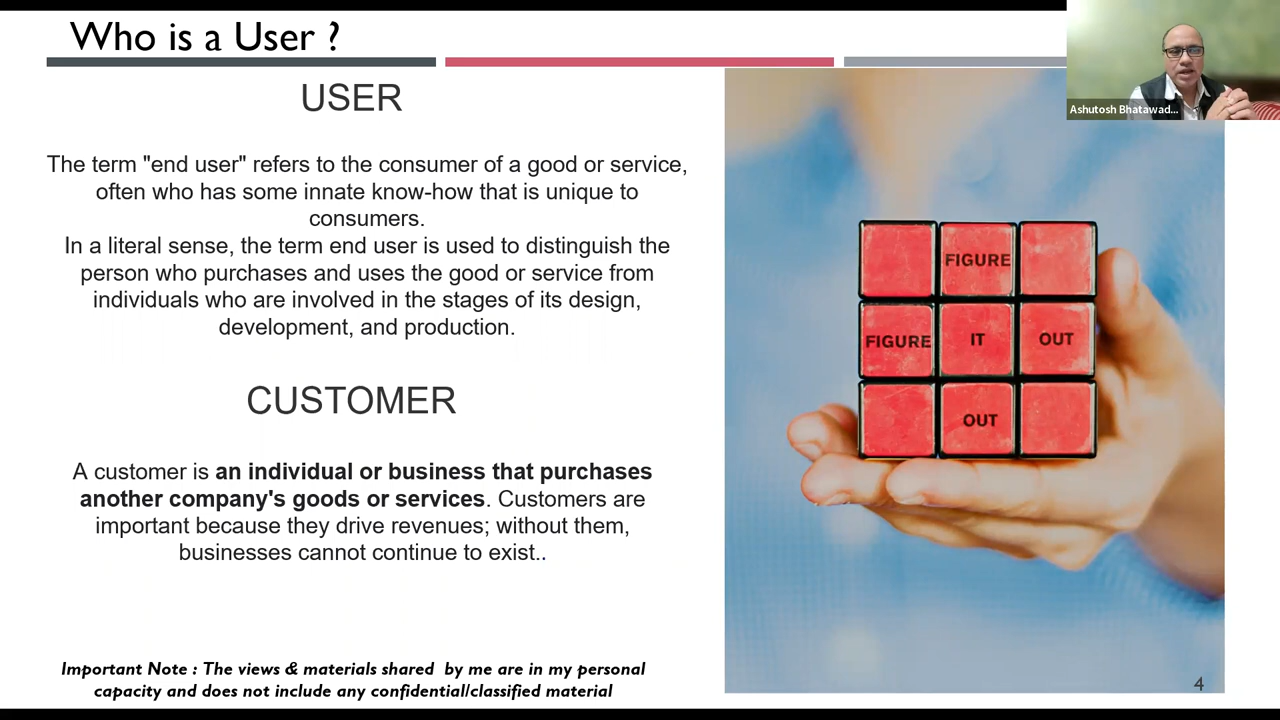 Who is a User ?
Ashutosh Bhatawad...
USER
The term "end user" refers to the consumer of a good or service,
often who has some innate know-how that is unique to
consumers.
In a literal sense, the term end user is used to distinguish the
person who purchases and uses the good or service from
individuals who are involved in the stages of its design,
development, and production.
CUSTOMER
A customer is an individual or business that purchases
another company's goods or services. Customers are
important because they drive revenues; without them,
businesses cannot continue to exist..
FIGURE
FIGURE IT OUT
OUT
Important Note : The views & materials shared by me are in my personal
capacity and does not include any confidential/classified material
4